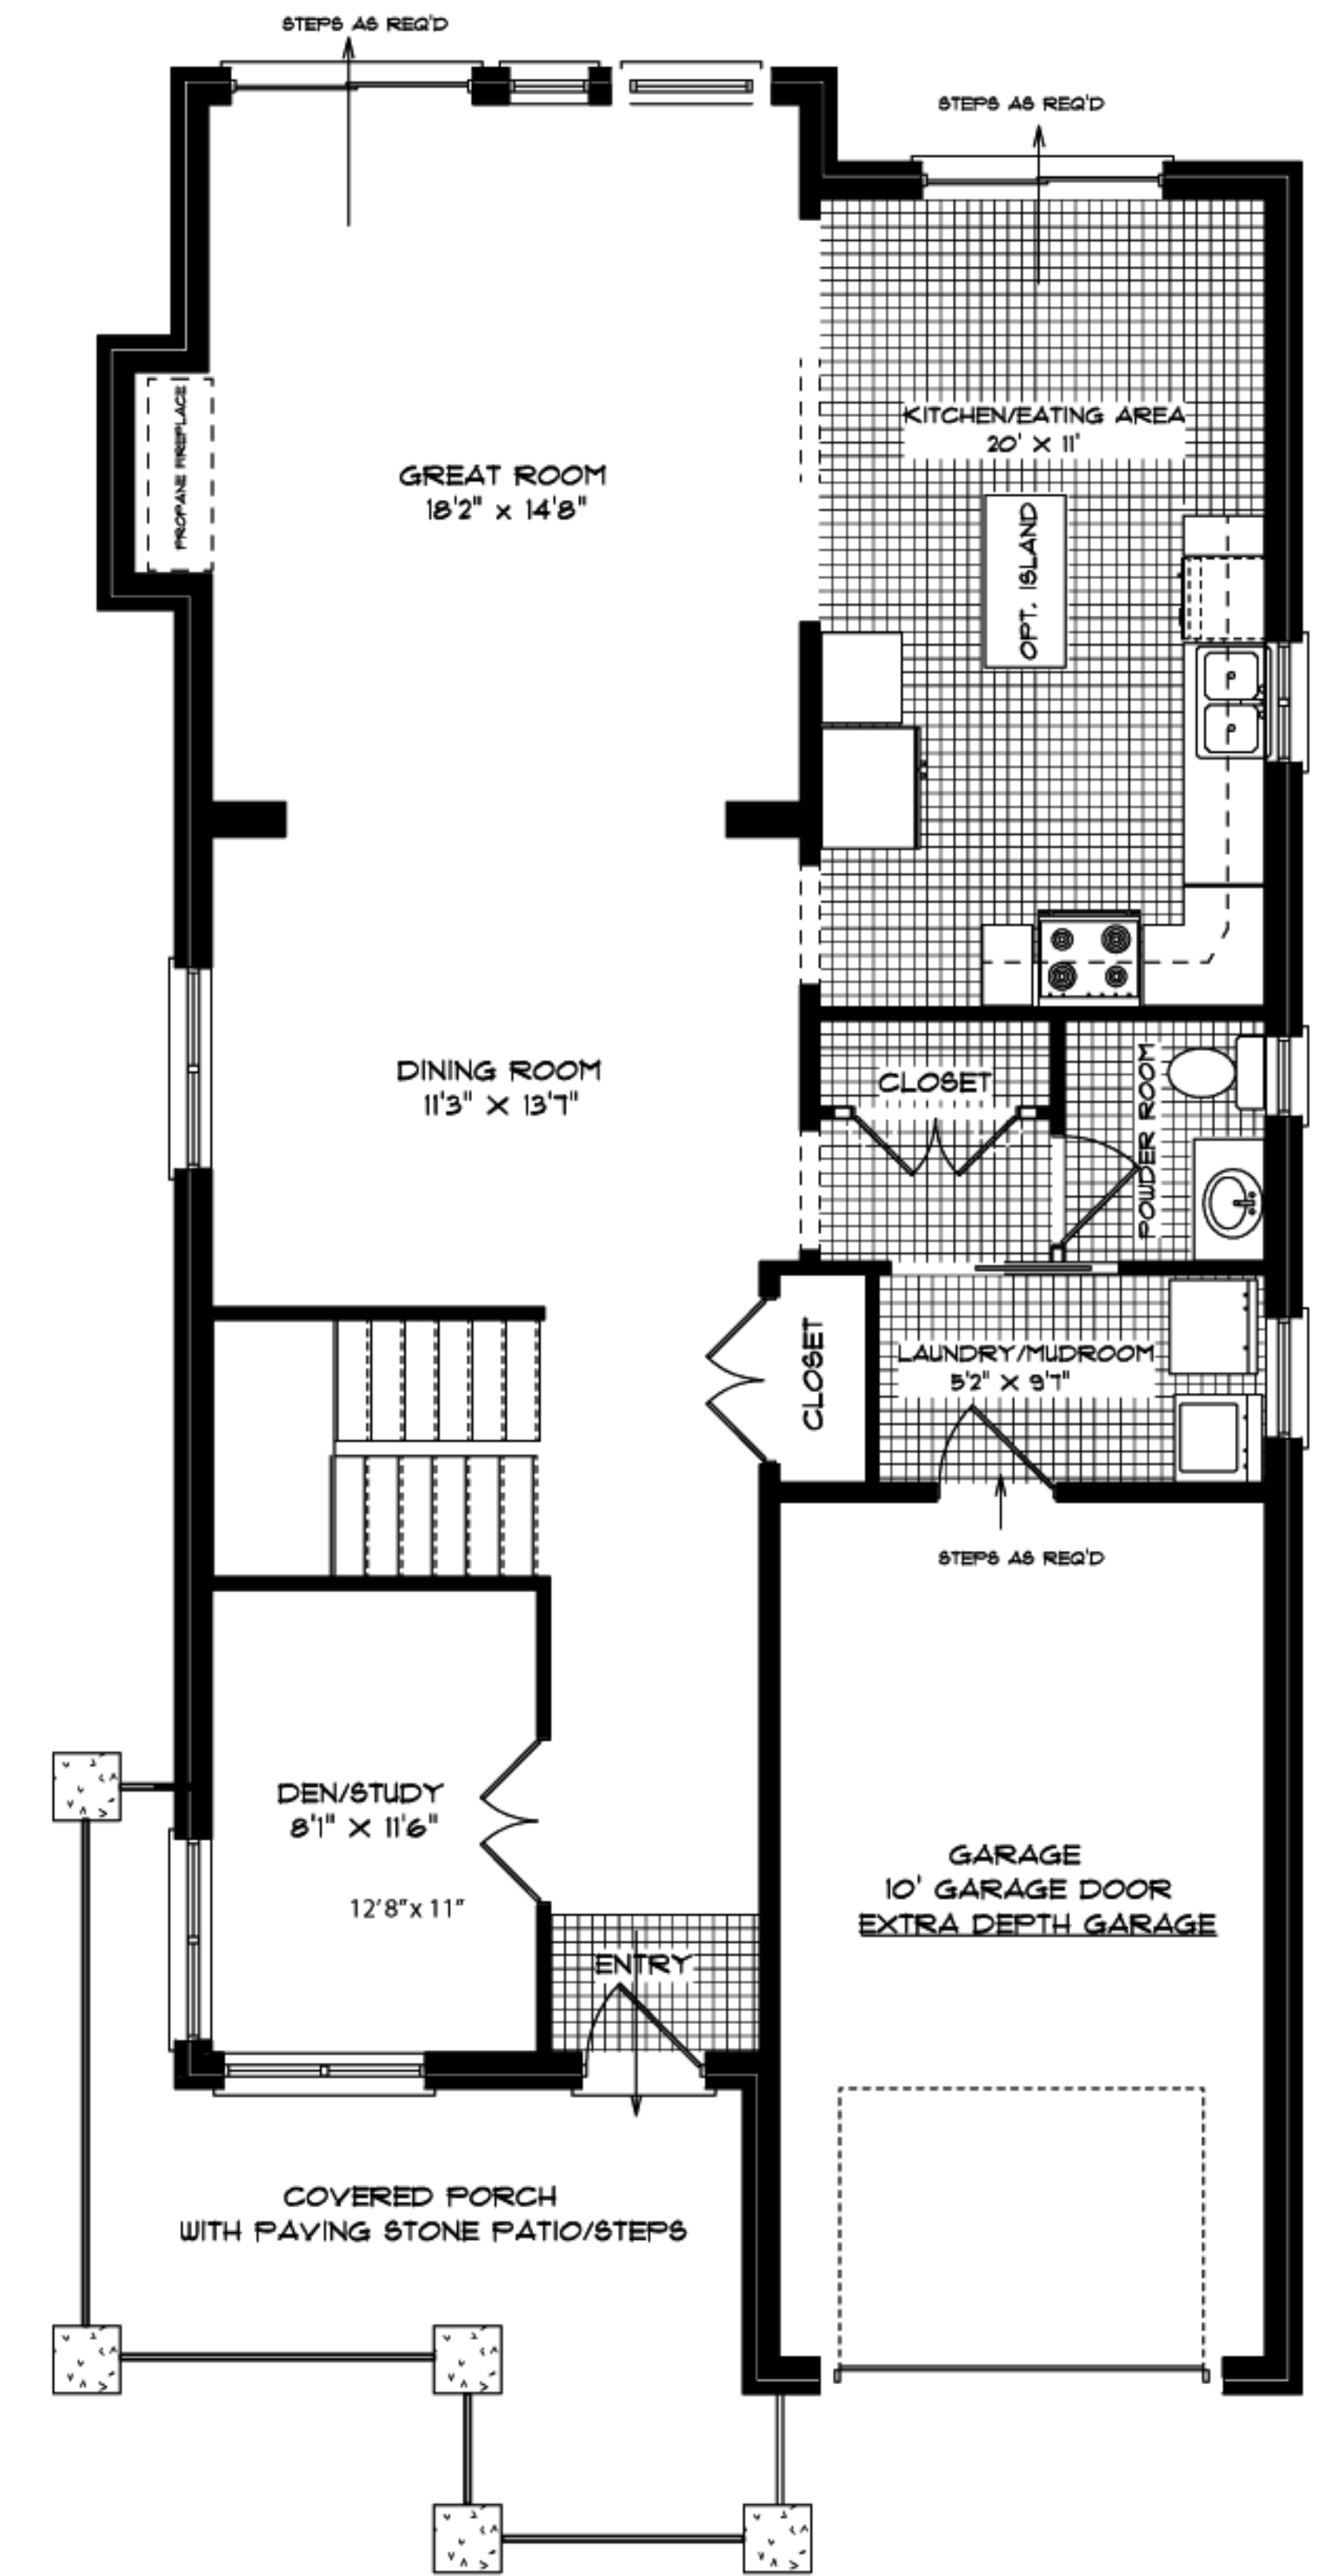 STEPS AS REQ'D
STEPS AS REQ'D
KITCHEN/EATING AREA
20' X 11'
PROPANE FIREPLACE
GREAT ROOM
18'2" x 14'8"
OPT. ISLAND
DINING ROOM
11'3" X 13'7"
CLOSET
POWDER ROOM
CLOSET
LAUNDRY/MUDROOM
5'2" X 9'7"
STEPS AS REQ'D
DEN/STUDY
8'1" X 11'6"
12'8"x 11"
GARAGE
10' GARAGE DOOR
EXTRA DEPTH GARAGE
ENTRY
COVERED PORCH
WITH PAVING STONE PATIO/STEPS